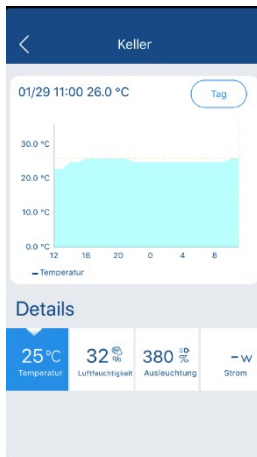 Keller
01/29 11:00 26.0 °C
Tag
30.0 °C
20.0 °C
10.0 °C
0.0 °C
12 16 20 0 4 8
Temperatur
Details
25°C 32 % 380 % -w
Temperatur Luftfeuchtigkeit Ausleuchtung Strom